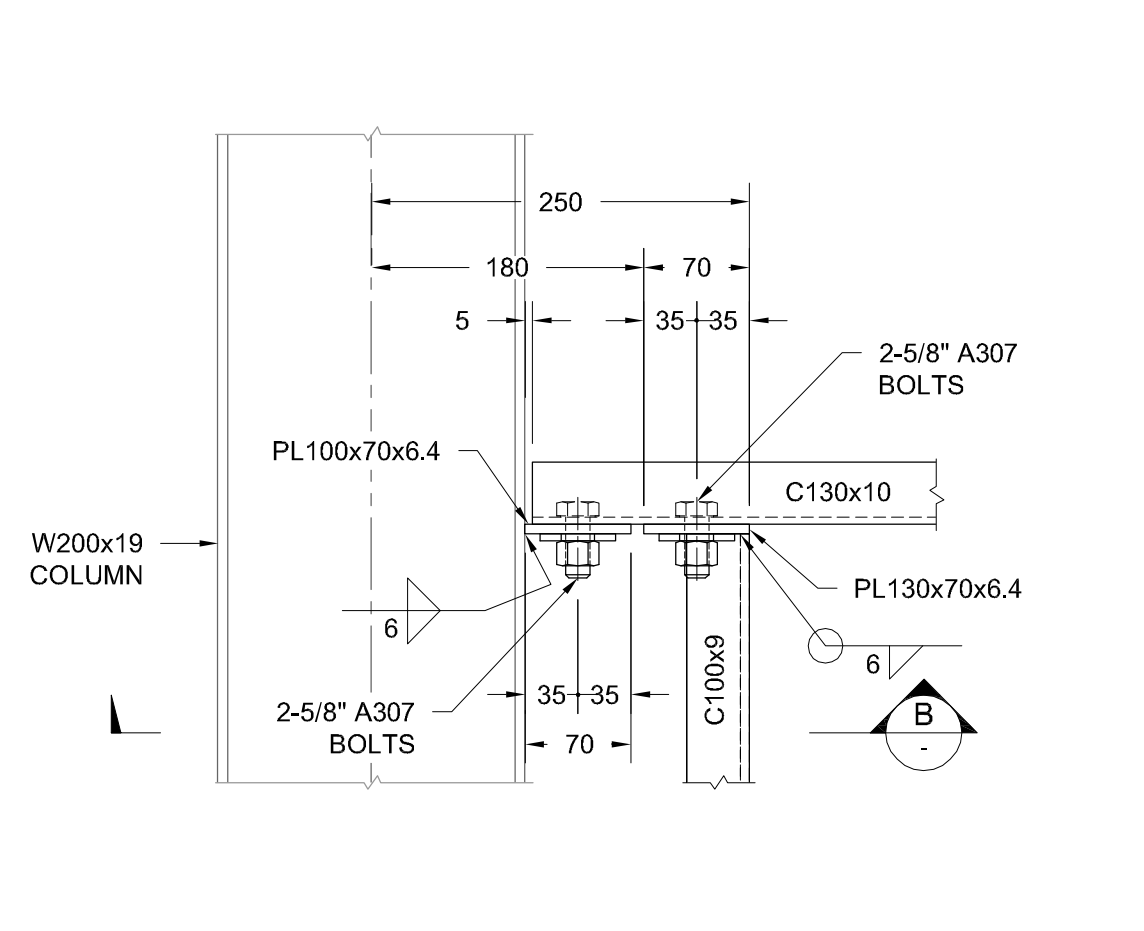 250
180
70
5
35
35
2-5/8" A307
BOLTS
PL100x70x6.4
C130x10
W200x19
COLUMN
PL130x70x6.4
6
6
C100x9
35
35
2-5/8" A307
BOLTS
70
B
-